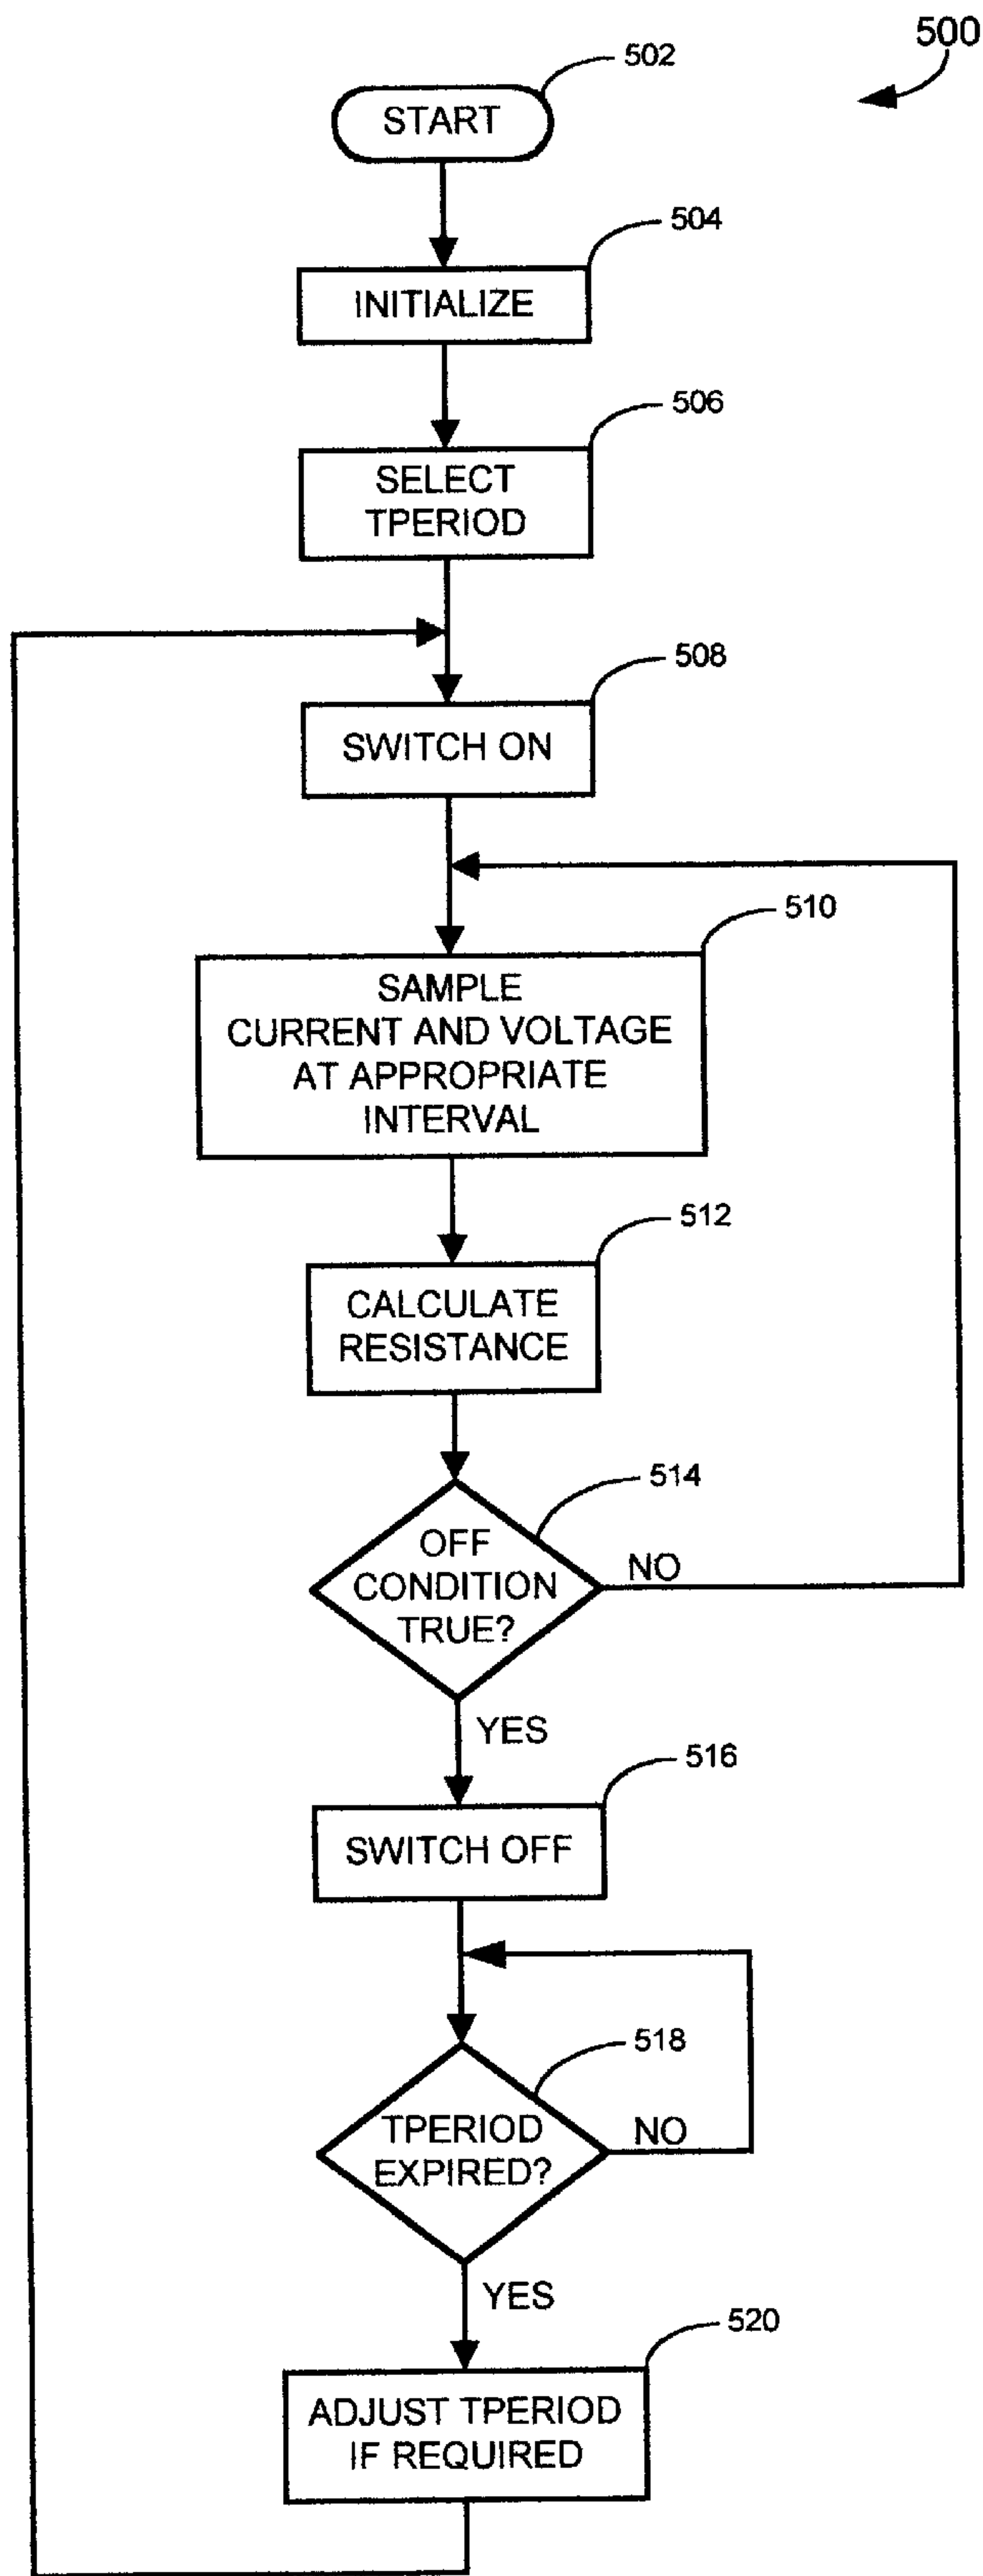 500
502
START
504
INITIALIZE
506
SELECT
TPERIOD
508
SWITCH ON
510
SAMPLE
CURRENT AND VOLTAGE
AT APPROPRIATE
INTERVAL
512
CALCULATE
RESISTANCE
514
OFF
CONDITION
TRUE?
NO
YES
516
SWITCH OFF
518
TPERIOD
EXPIRED?
NO
YES
520
ADJUST TPERIOD
IF REQUIRED